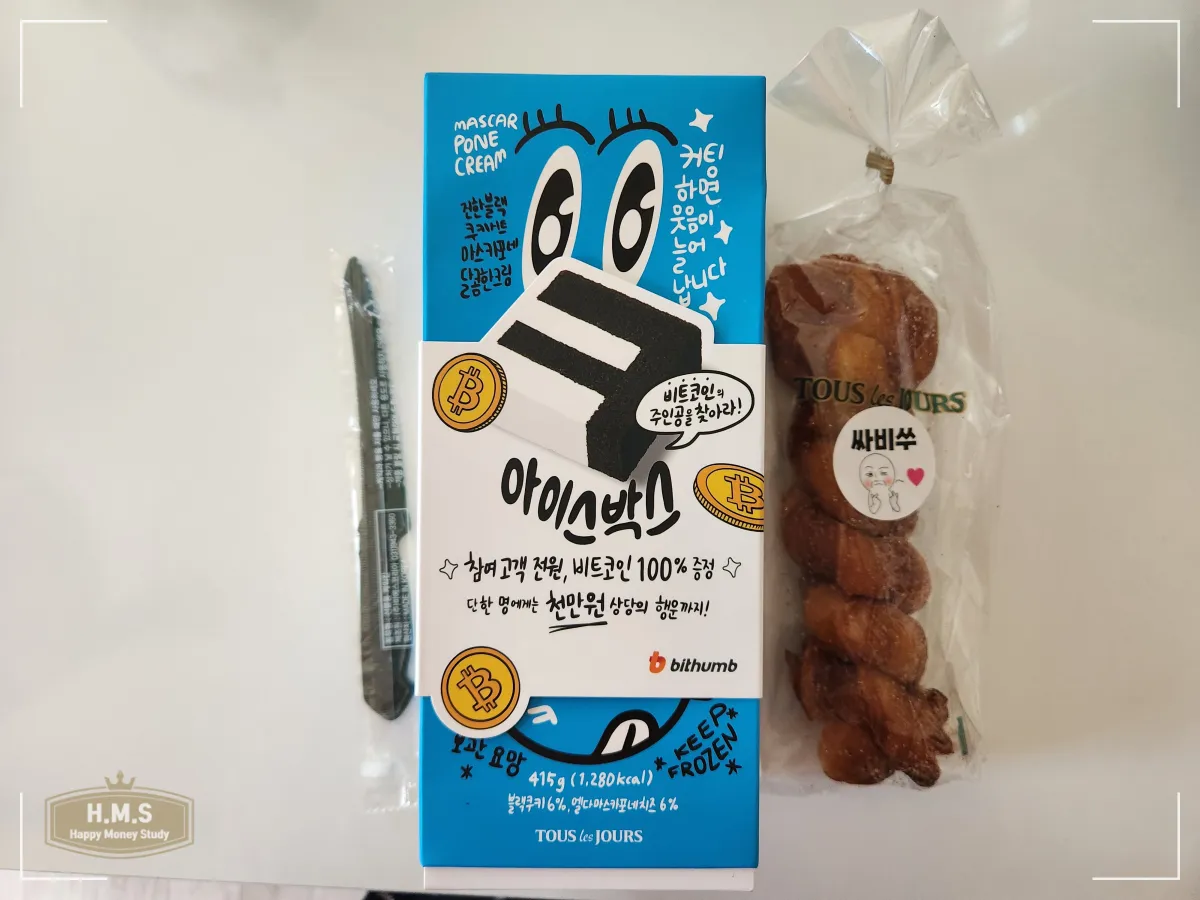 MASCAR
PONE
CREAM
진한블랙
쿠키시트
마스카포네
달콤한크림
커팅
하면
웃음이
늘어
납니다
비트코인의
주인공을 찾아라!
아이스박스
참여 고객 전원, 비트코인 100% 증정
단 한 명에게는 천만원 상당의 행운까지!
bithumb
보관 요망
KEEP
FROZEN
415g (1,280kcal)
블랙쿠키 6%, 엘다마스카포네치즈 6%
TOUS les JOURS
TOUS les JOURS
싸비쑤
H.M.S
Happy Money Study